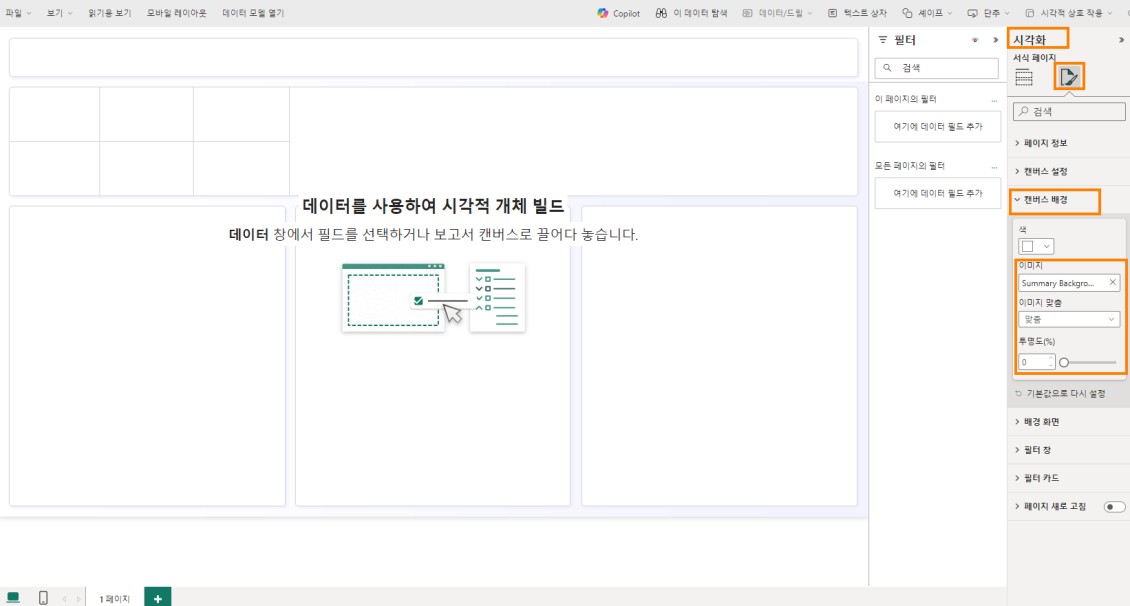 파일 보기 읽기용 보기 모바일 레이아웃 데이터 모델 열기 Copilot 이 데이터 탐색 데이터/드릴 텍스트 상자 셰이프 단추 시각적 상호 작용
필터
검색
이 페이지의 필터 ...
여기에 데이터 필드 추가
모든 페이지의 필터 ...
여기에 데이터 필드 추가
시각화
서식 페이지
검색
페이지 정보
캔버스 설정
캔버스 배경
색
이미지
Summary Backgro...
이미지 맞춤
맞춤
투명도(%)
0
기본값으로 다시 설정
배경 화면
필터 창
필터 카드
페이지 새로 고침
데이터를 사용하여 시각적 개체 빌드
데이터 창에서 필드를 선택하거나 보고서 캔버스로 끌어다 놓습니다.
1 페이지